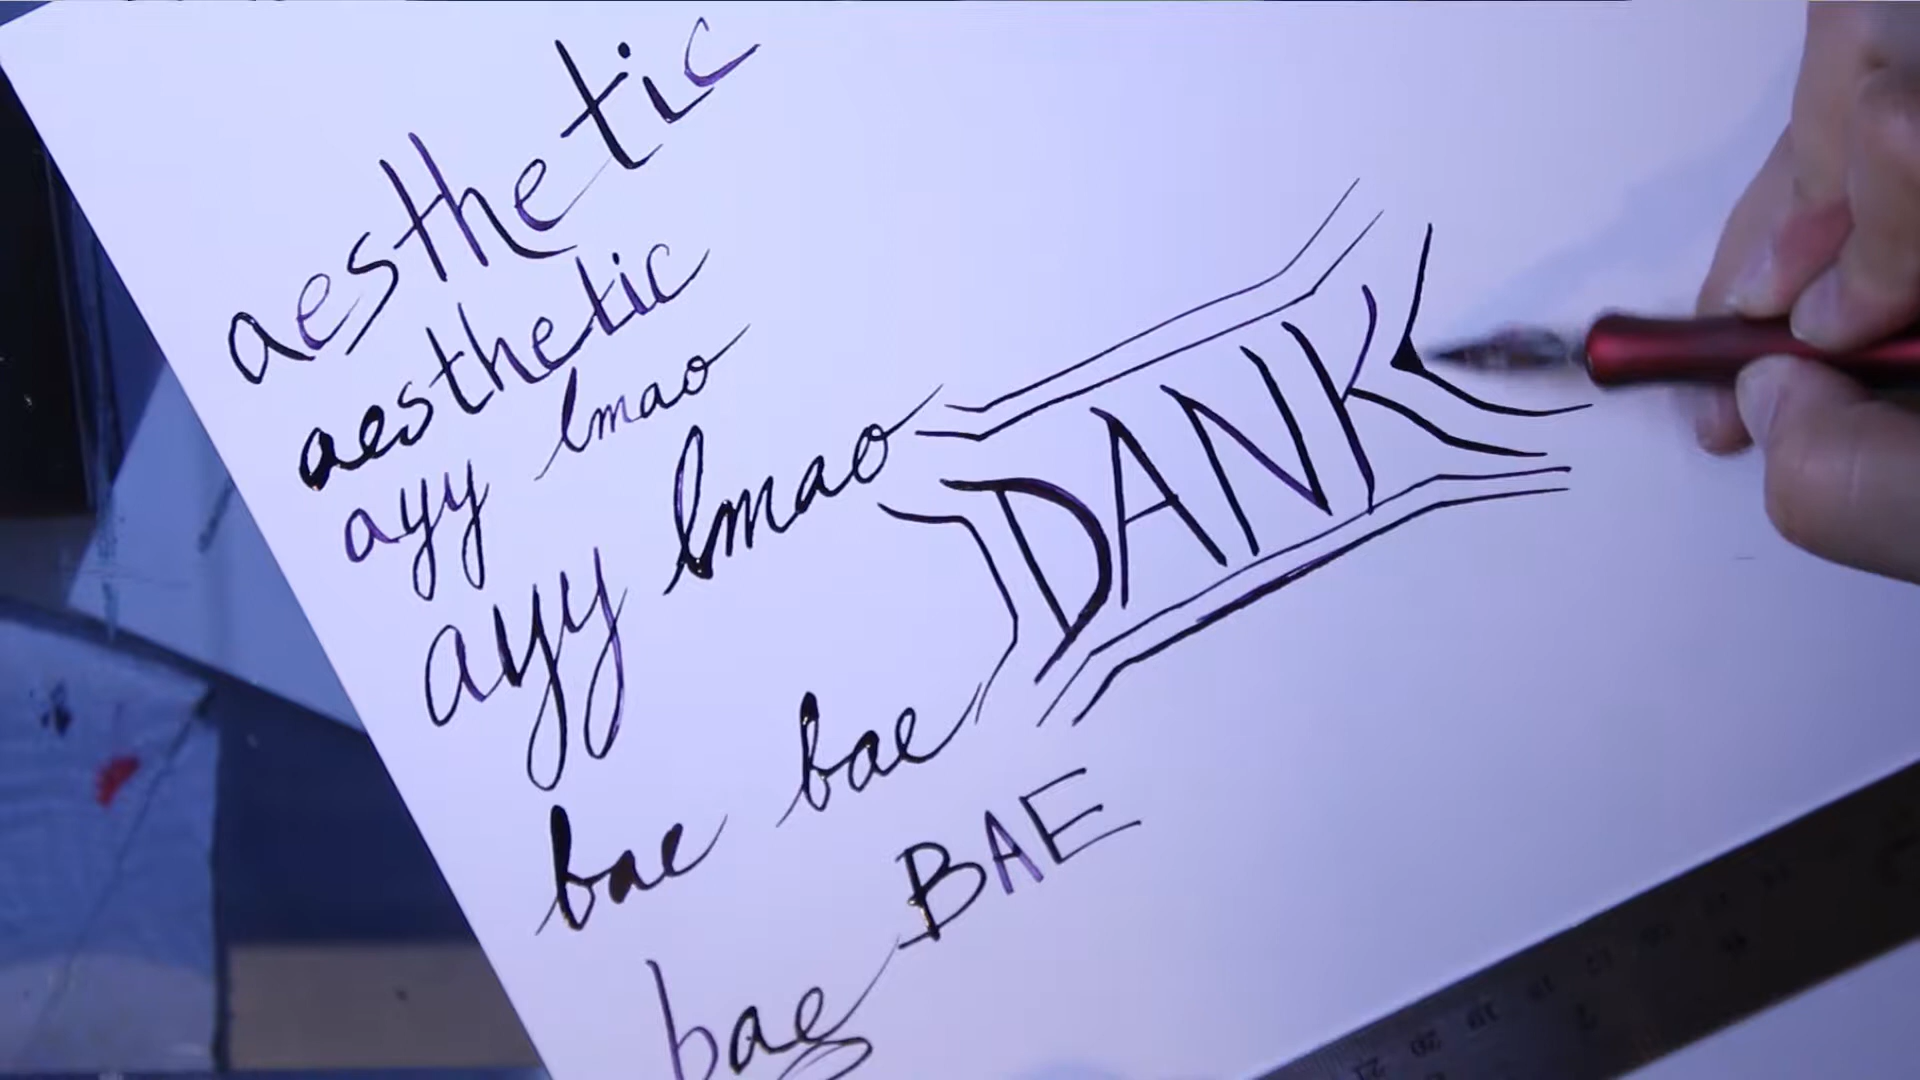 aesthetic
aesthetic
ayy lmao
ayy lmao
DANK
bae bae
bae BAE